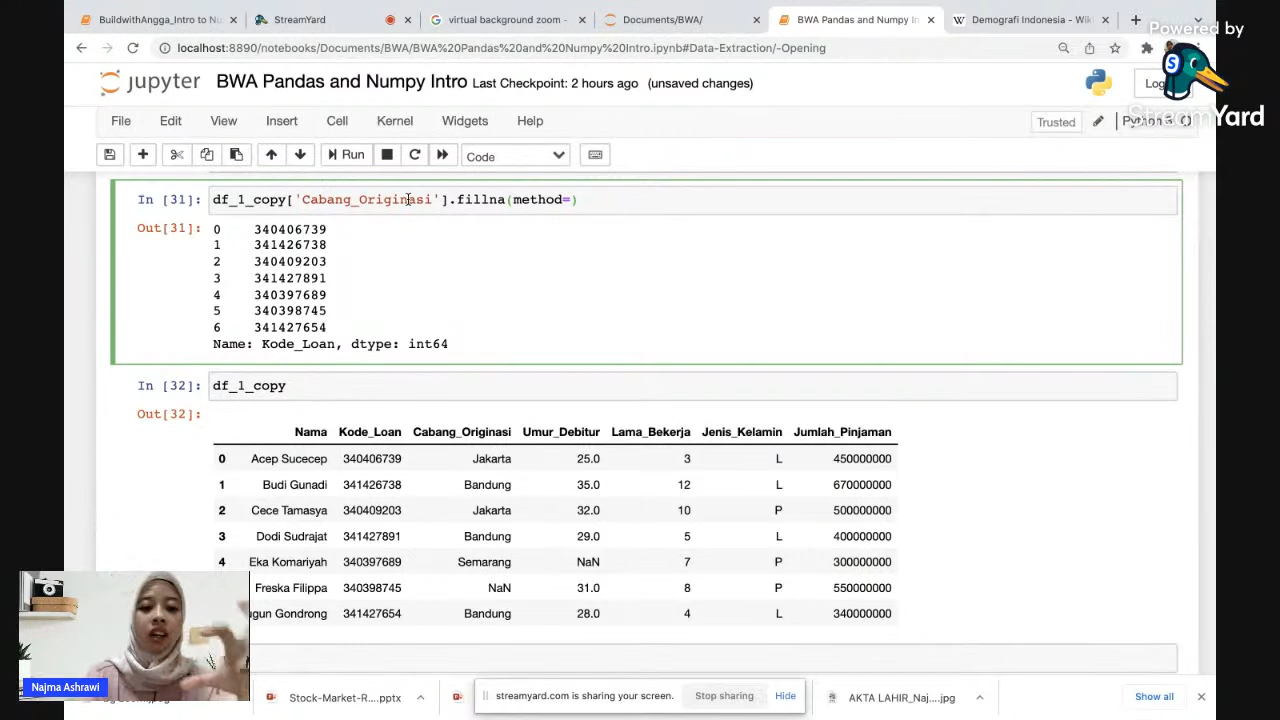 BuildwithAngga_Intro to Nu
StreamYard
virtual background zoom -
Documents/BWA/
BWA Pandas and Numpy In
Demografi Indonesia - Wiki
Powered by
StreamYard
localhost:8890/notebooks/Documents/BWA/BWA%20Pandas%20and%20Numpy%20Intro.ipynb#Data-Extraction/-Opening
jupyter BWA Pandas and Numpy Intro Last Checkpoint: 2 hours ago (unsaved changes)
File Edit View Insert Cell Kernel Widgets Help
Trusted
Run Code
In [31]: df_1_copy['Cabang_Originasi'].fillna(method=)
Out[31]: 0 340406739
1 341426738
2 340409203
3 341427891
4 340397689
5 340398745
6 341427654
Name: Kode_Loan, dtype: int64
In [32]: df_1_copy
Out[32]:
Nama Kode_Loan Cabang_Originasi Umur_Debitur Lama_Bekerja Jenis_Kelamin Jumlah_Pinjaman
0 Acep Sucecep 340406739 Jakarta 25.0 3 L 450000000
1 Budi Gunadi 341426738 Bandung 35.0 12 L 670000000
2 Cece Tamasya 340409203 Jakarta 32.0 10 P 500000000
3 Dodi Sudrajat 341427891 Bandung 29.0 5 L 400000000
4 Eka Komariyah 340397689 Semarang NaN 7 P 300000000
Freska Filippa 340398745 NaN 31.0 8 P 550000000
ugun Gondrong 341427654 Bandung 28.0 4 L 340000000
Najma Ashrawi
Stock-Market-R....pptx
streamyard.com is sharing your screen. Stop sharing Hide
AKTA LAHIR_Naj....jpg
Show all